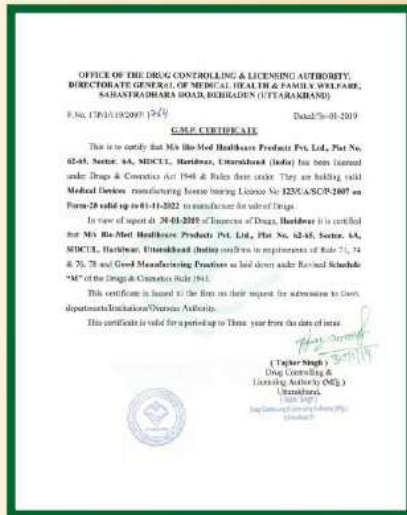 OFFICE OF THE DRUG CONTROLLING & LICENSING AUTHORITY,
DIRECTORATE GENERAL OF MEDICAL HEALTH & FAMILY WELFARE,
SAHASTRADHARA ROAD, DEHRADUN (UTTARAKHAND)
Dated: 30-01-2019
G.M.P. CERTIFICATE
This is to certify that M/s Bio-Med Healthcare Products Pvt. Ltd., Plot No.
62-65, Sector. 6A, SIDCUL, Haridwar, Uttarakhand (India) has been licensed
under Drugs & Cosmetics Act 1940 & Rules there under. They are holding valid
Medical Devices manufacturing license bearing Licence No 123/UA/SC/P-2007 on
Form-28 valid up to 01-11-2022 to manufacture for sale of Drugs.
In view of report dt. 30-01-2019 of Inspector of Drugs, Haridwar it is certified
that M/s Bio-Med Healthcare Products Pvt. Ltd., Plot No. 62-65, Sector. 6A,
SIDCUL, Haridwar, Uttarakhand (India) confirms to requirements of Rule 71, 74
& 76, 78 and Good Manufacturing Practices as laid down under Revised Schedule
"M" of the Drugs & Cosmetics Rule 1945.
This certificate is issued to the firm on their request for submission to Govt.
departments/Institutions/Overseas Authority.
This certificate is valid for a period up to Three year from the date of issue.
( Tajber Singh )
Drug Controlling &
Licensing Authority (Mfg.)
Uttarakhand.